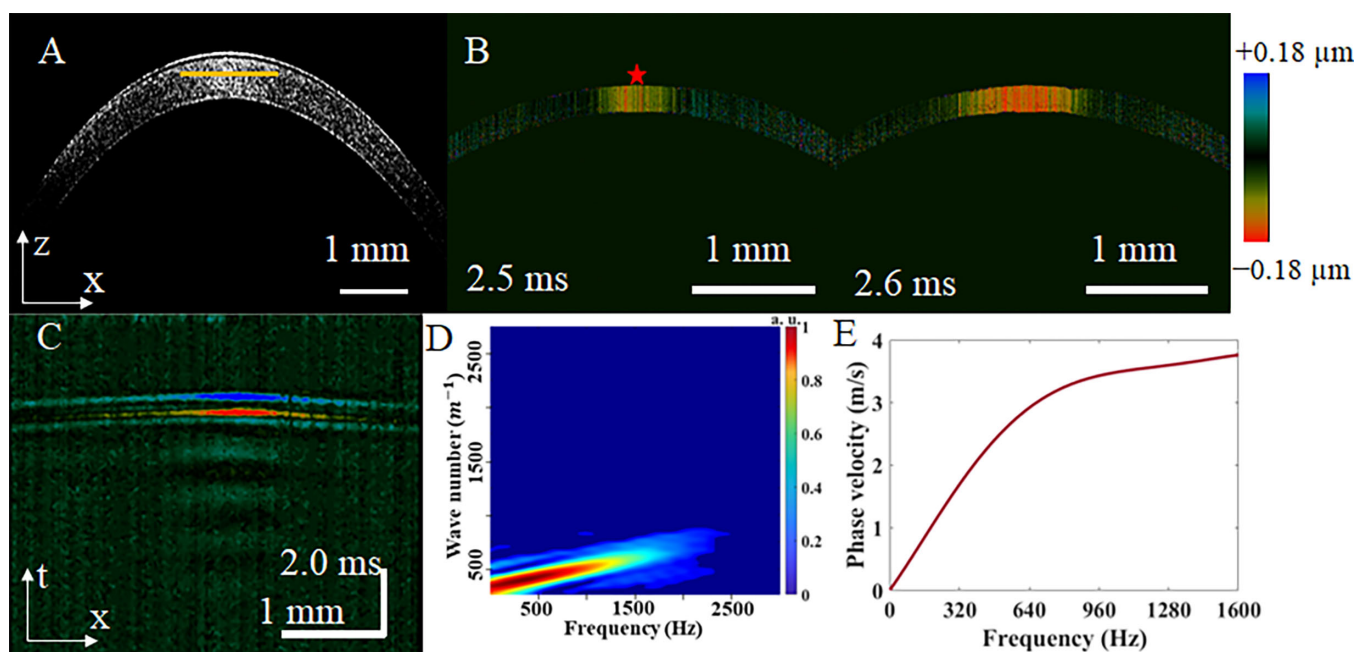 A
z
x
1 mm
B
2.5 ms
1 mm
2.6 ms
1 mm
+0.18 µm
−0.18 µm
C
t
x
2.0 ms
1 mm
D
a. u.
1
0.8
0.6
0.4
0.2
0
2500
1500
500
Wave number (m⁻¹)
500
1500
2500
Frequency (Hz)
E
4
3
2
1
0
Phase velocity (m/s)
0
320
640
960
1280
1600
Frequency (Hz)